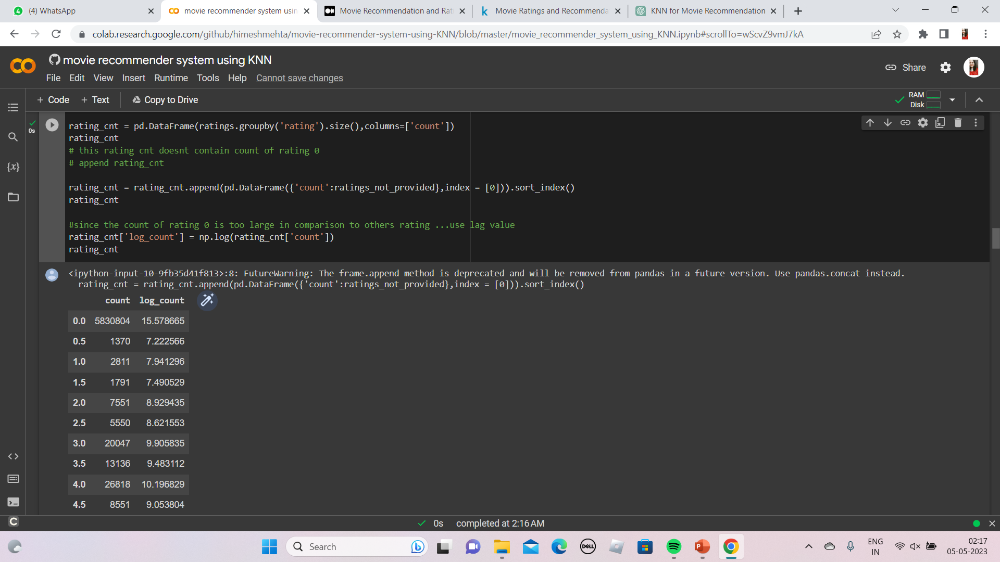 (4) WhatsApp
movie recommender system usin
Movie Recommendation and Rati
Movie Ratings and Recommenda
KNN for Movie Recommendation
colab.research.google.com/github/himeshmehta/movie-recommender-system-using-KNN/blob/master/movie_recommender_system_using_KNN.ipynb#scrollTo=wScvZ9vmJ7kA
movie recommender system using KNN
File Edit View Insert Runtime Tools Help Cannot save changes
Share
+ Code + Text Copy to Drive
RAM
Disk
0s
rating_cnt = pd.DataFrame(ratings.groupby('rating').size(),columns=['count'])
rating_cnt
# this rating cnt doesnt contain count of rating 0
# append rating_cnt
rating_cnt = rating_cnt.append(pd.DataFrame({'count':ratings_not_provided},index = [0])).sort_index()
rating_cnt
#since the count of rating 0 is too large in comparison to others rating ...use lag value
rating_cnt['log_count'] = np.log(rating_cnt['count'])
rating_cnt
<ipython-input-10-9fb35d41f813>:8: FutureWarning: The frame.append method is deprecated and will be removed from pandas in a future version. Use pandas.concat instead.
rating_cnt = rating_cnt.append(pd.DataFrame({'count':ratings_not_provided},index = [0])).sort_index()
count log_count
0.0 5830804 15.578665
0.5 1370 7.222566
1.0 2811 7.941296
1.5 1791 7.490529
2.0 7551 8.929435
2.5 5550 8.621553
3.0 20047 9.905835
3.5 13136 9.483112
4.0 26818 10.196829
4.5 8551 9.053804
0s completed at 2:16 AM
Search
DELL
ENG
IN
02:17
05-05-2023